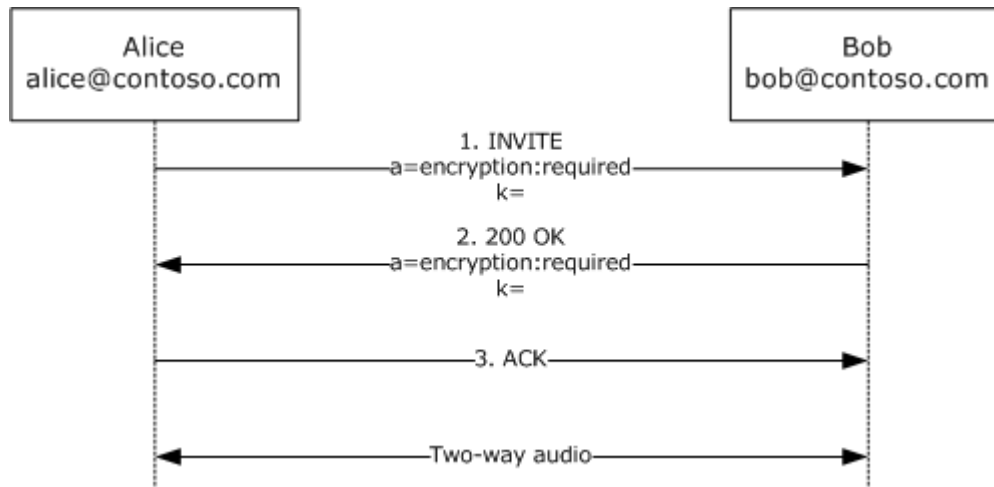 Alice
alice@contoso.com
Bob
bob@contoso.com
1. INVITE
a=encryption:required
k=
2. 200 OK
a=encryption:required
k=
3. ACK
Two-way audio